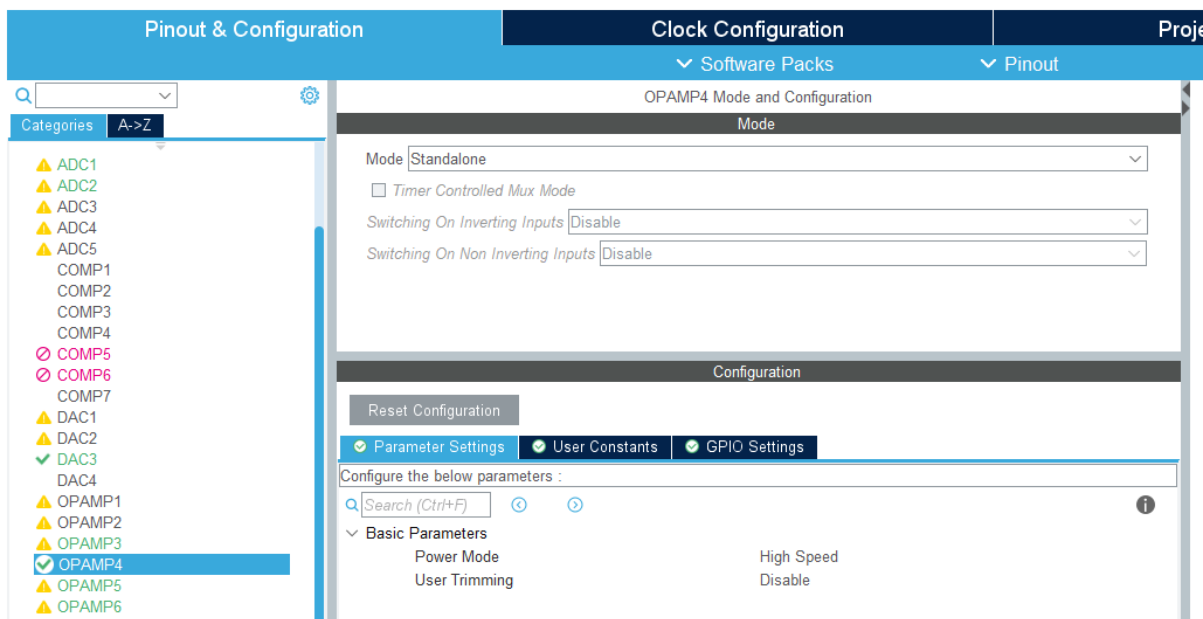 Pinout & Configuration
Clock Configuration
Proje
Software Packs
Pinout
Categories
A->Z
ADC1
ADC2
ADC3
ADC4
ADC5
COMP1
COMP2
COMP3
COMP4
COMP5
COMP6
COMP7
DAC1
DAC2
DAC3
DAC4
OPAMP1
OPAMP2
OPAMP3
OPAMP4
OPAMP5
OPAMP6
OPAMP4 Mode and Configuration
Mode
Mode Standalone
Timer Controlled Mux Mode
Switching On Inverting Inputs Disable
Switching On Non Inverting Inputs Disable
Configuration
Reset Configuration
Parameter Settings
User Constants
GPIO Settings
Configure the below parameters :
Search (Ctrl+F)
Basic Parameters
Power Mode High Speed
User Trimming Disable